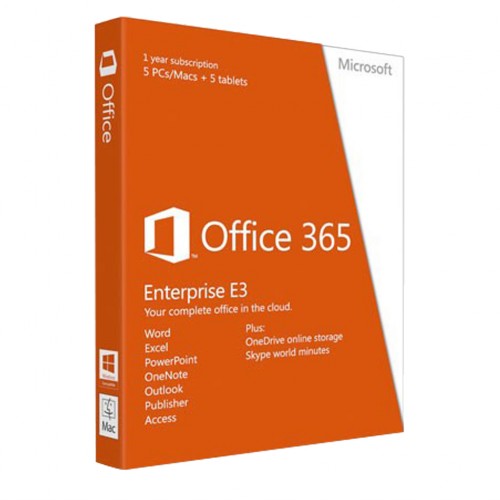 Office
1 year subscription
5 PCs/Macs + 5 tablets
Microsoft
Office 365
Enterprise E3
Your complete office in the cloud.
Word
Excel
PowerPoint
OneNote
Outlook
Publisher
Access
Plus:
OneDrive online storage
Skype world minutes
Windows
Mac